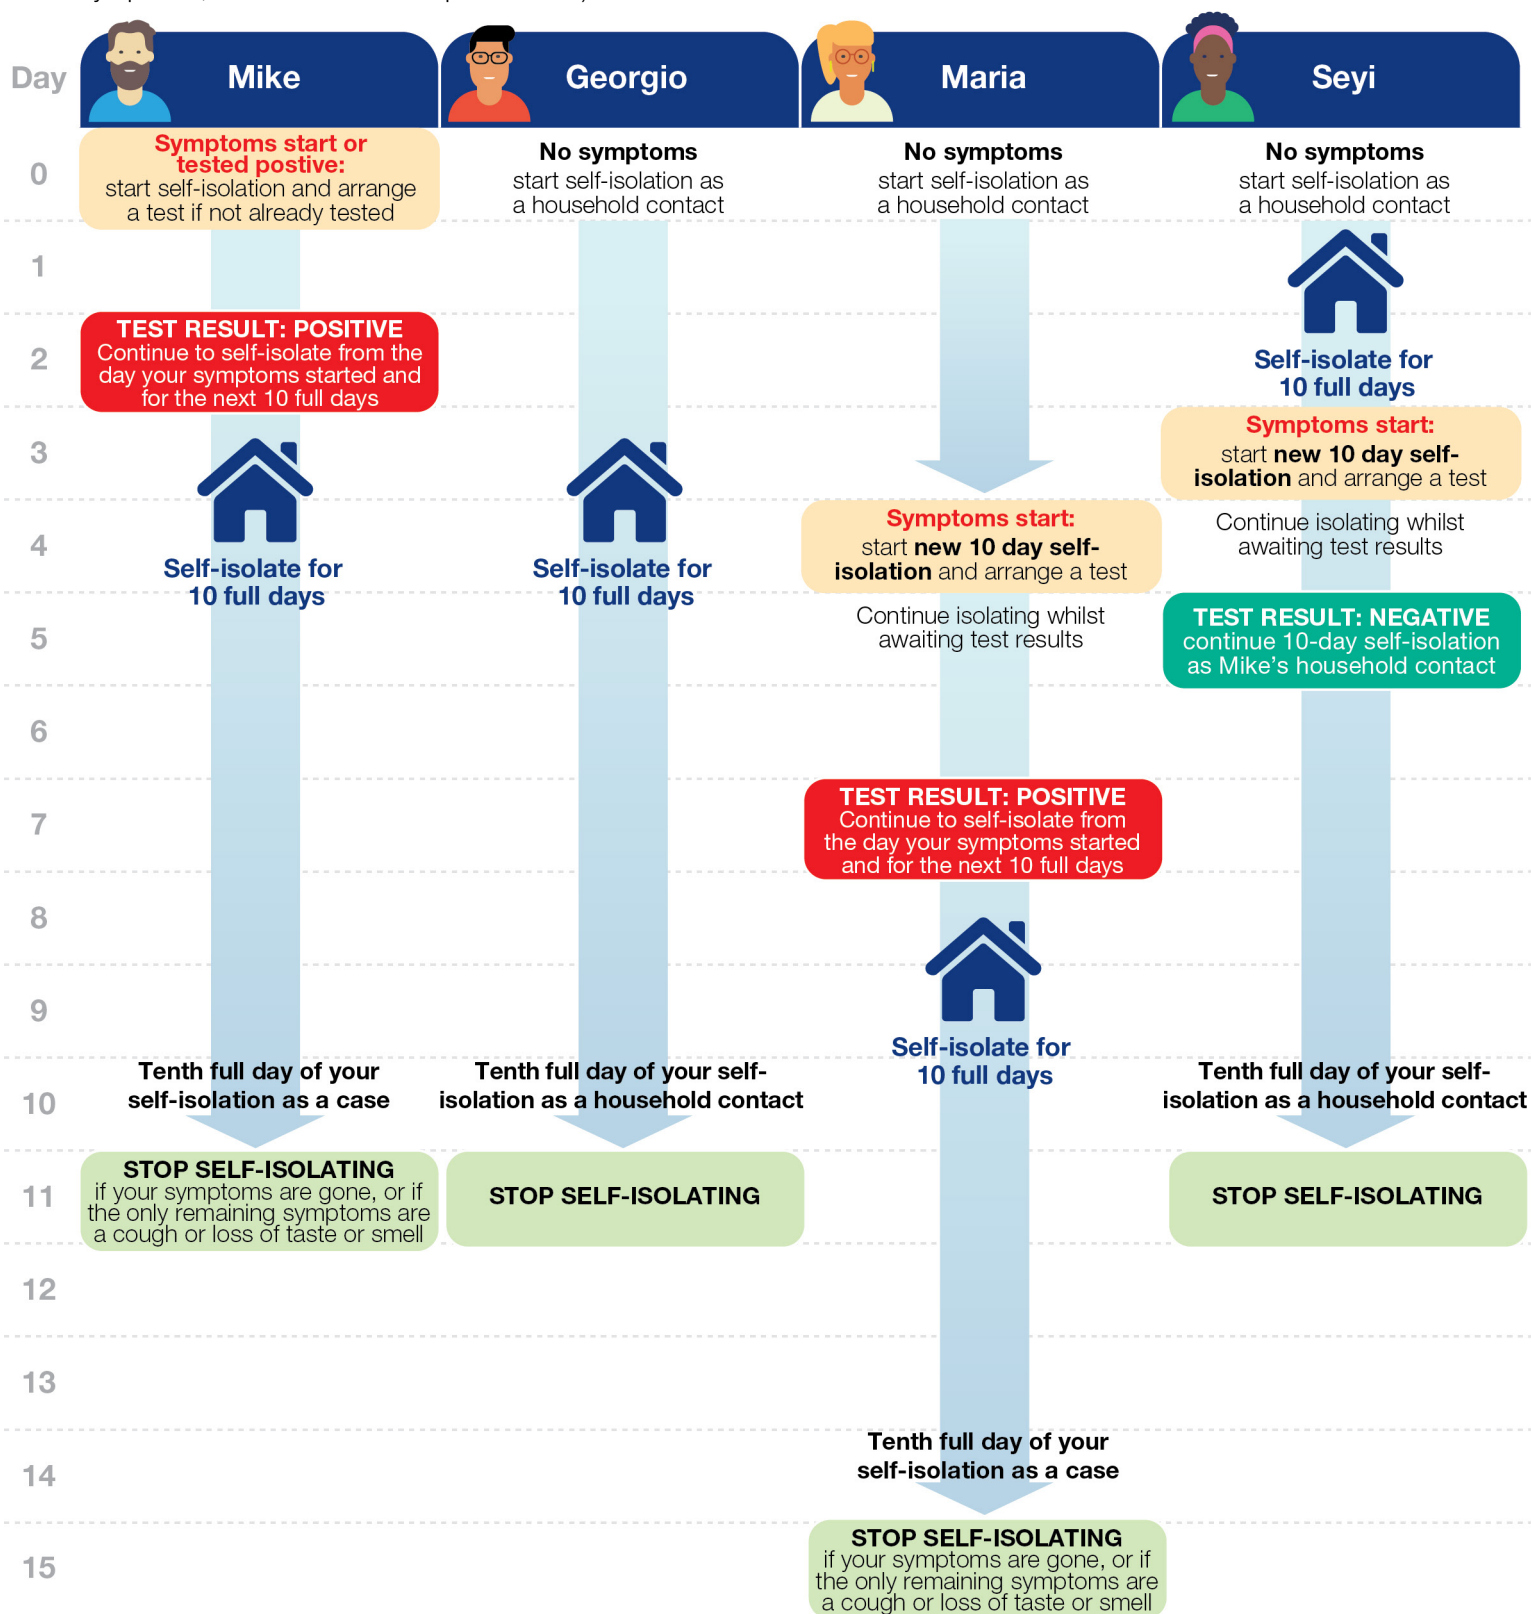 Day
Mike
Georgio
Maria
Seyi
0
Symptoms start or
tested postive:
start self-isolation and arrange
a test if not already tested
No symptoms
start self-isolation as
a household contact
No symptoms
start self-isolation as
a household contact
No symptoms
start self-isolation as
a household contact
1
2
TEST RESULT: POSITIVE
Continue to self-isolate from the
day your symptoms started and
for the next 10 full days
Self-isolate for
10 full days
3
Symptoms start:
start new 10 day self-
isolation and arrange a test
4
Self-isolate for
10 full days
Self-isolate for
10 full days
Symptoms start:
start new 10 day self-
isolation and arrange a test
Continue isolating whilst
awaiting test results
5
Continue isolating whilst
awaiting test results
TEST RESULT: NEGATIVE
continue 10-day self-isolation
as Mike's household contact
6
7
TEST RESULT: POSITIVE
Continue to self-isolate from
the day your symptoms started
and for the next 10 full days
8
9
Self-isolate for
10 full days
10
Tenth full day of your
self-isolation as a case
Tenth full day of your self-
isolation as a household contact
Tenth full day of your self-
isolation as a household contact
11
STOP SELF-ISOLATING
if your symptoms are gone, or if
the only remaining symptoms are
a cough or loss of taste or smell
STOP SELF-ISOLATING
STOP SELF-ISOLATING
12
13
14
Tenth full day of your
self-isolation as a case
15
STOP SELF-ISOLATING
if your symptoms are gone, or if
the only remaining symptoms are
a cough or loss of taste or smell